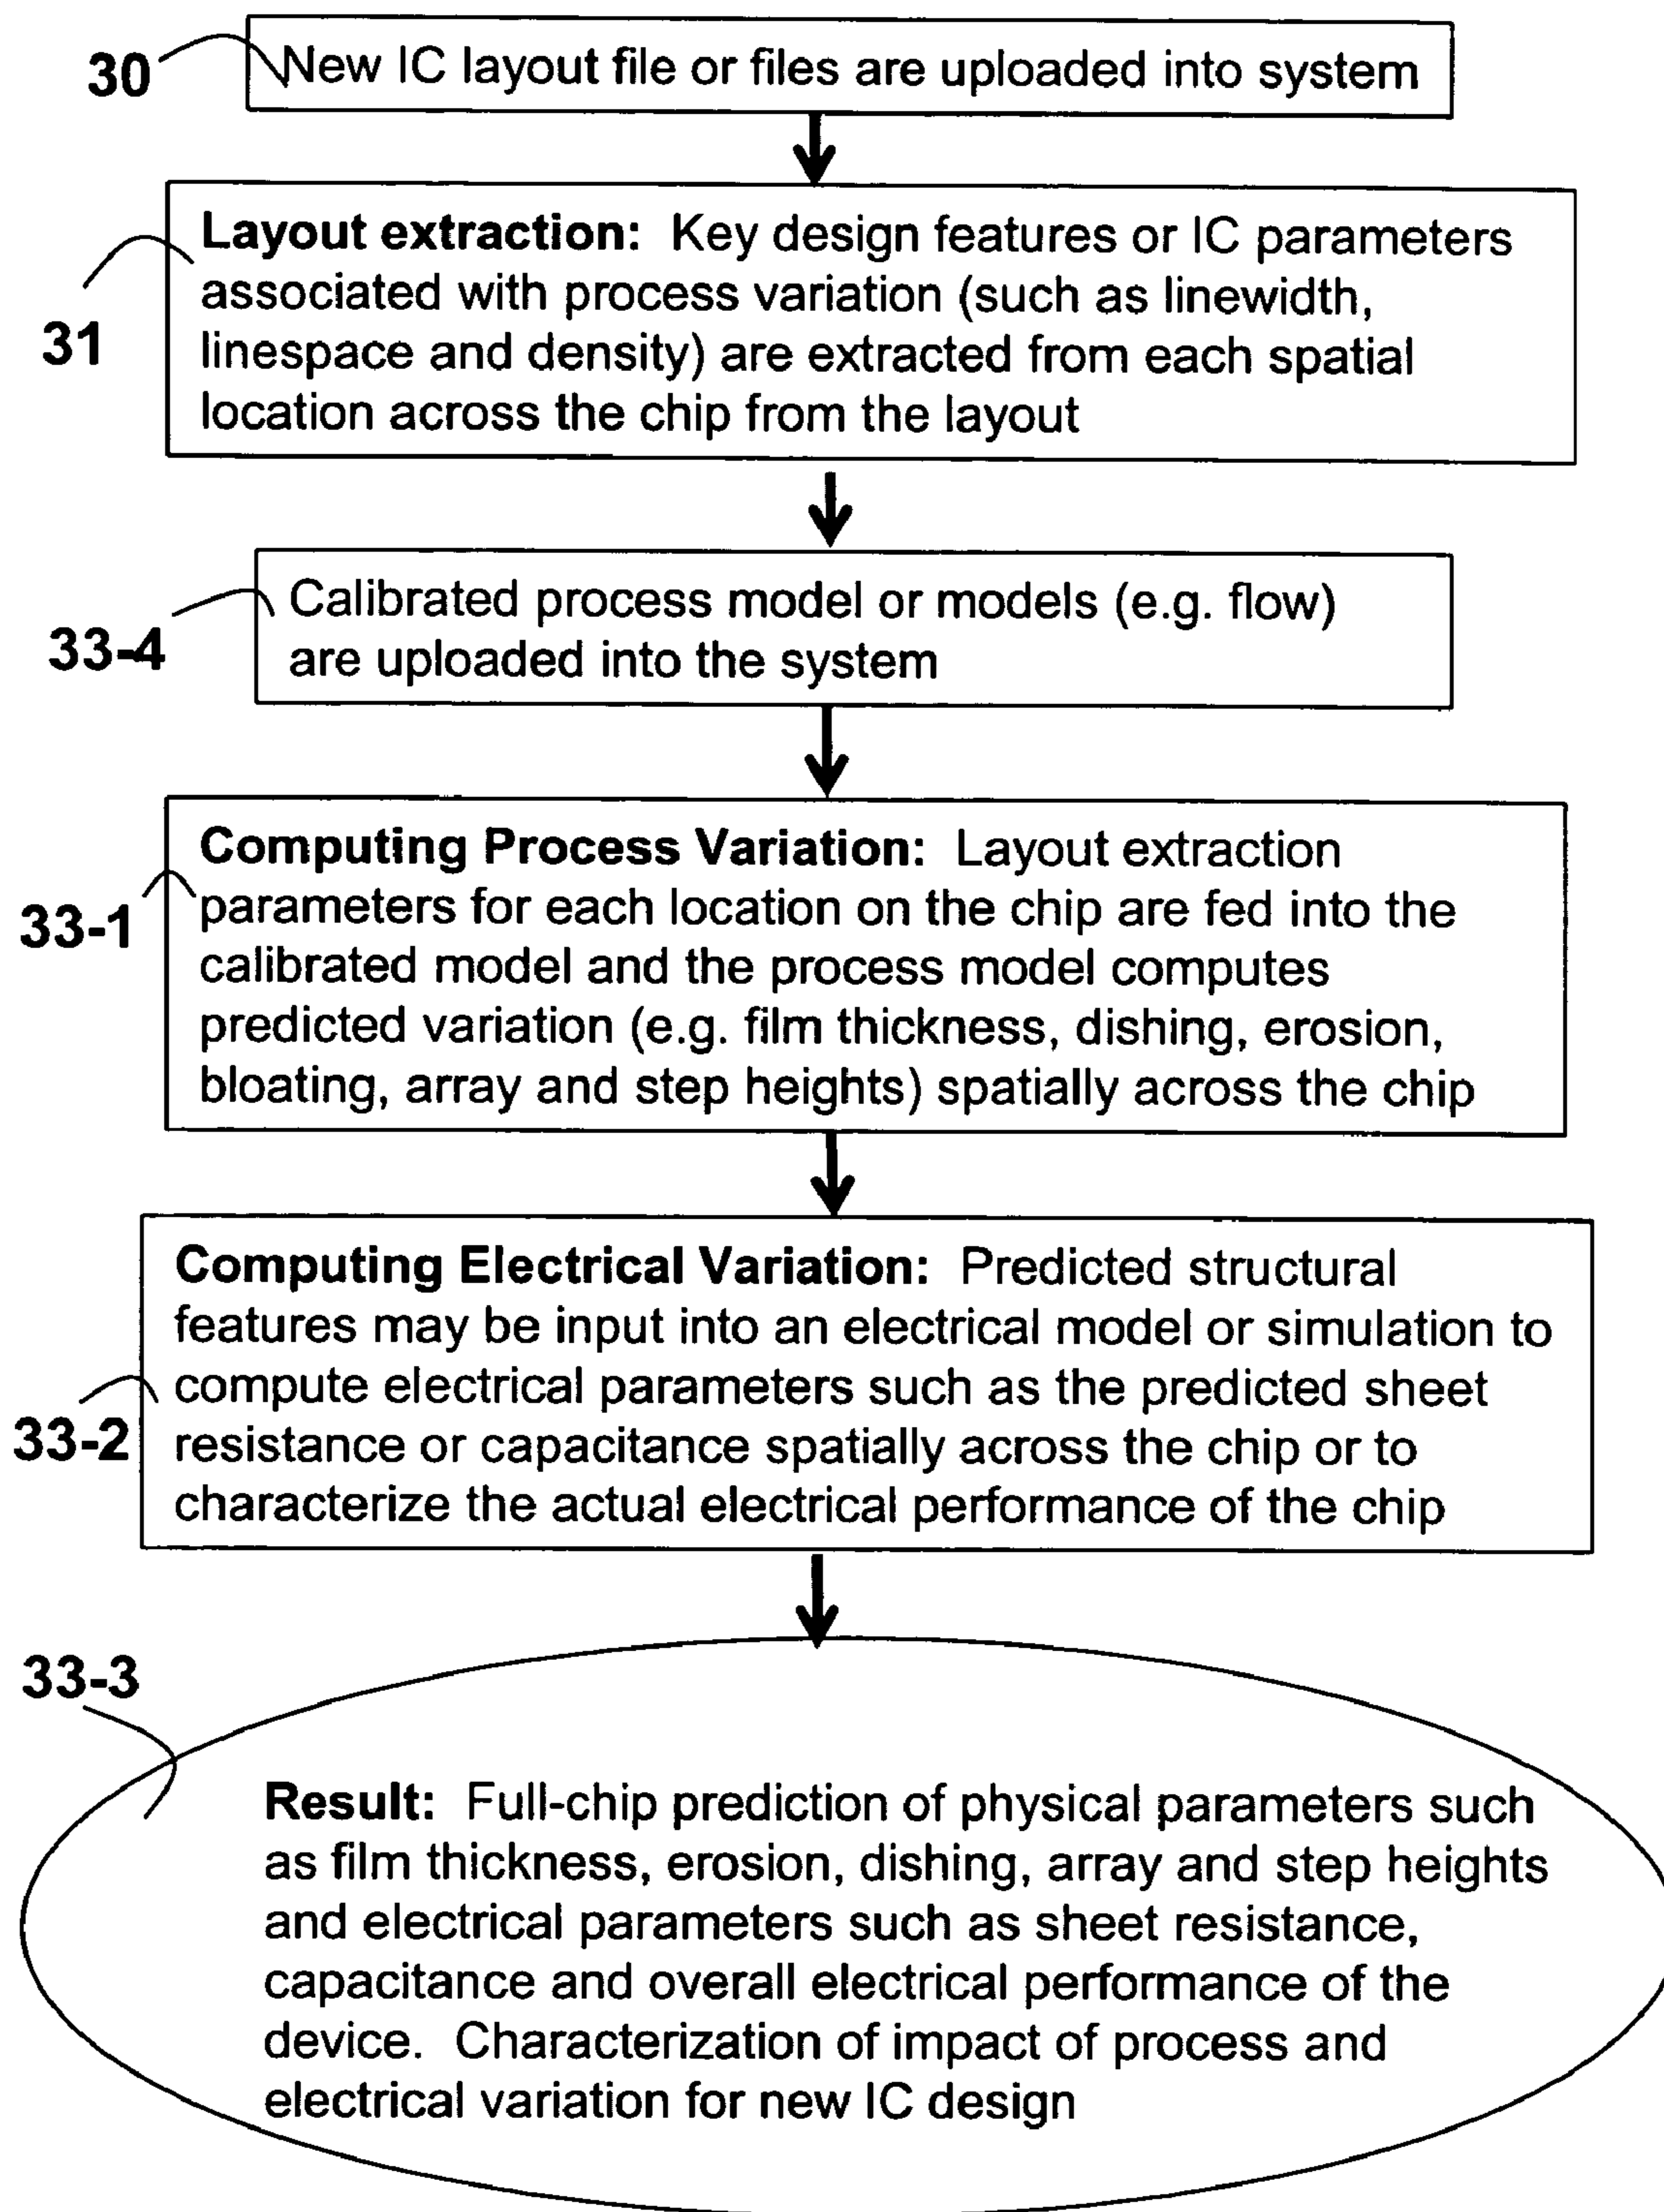 30
New IC layout file or files are uploaded into system
Layout extraction: Key design features or IC parameters
associated with process variation (such as linewidth,
linespace and density) are extracted from each spatial
location across the chip from the layout
31
Calibrated process model or models (e.g. flow)
are uploaded into the system
33-4
Computing Process Variation: Layout extraction
parameters for each location on the chip are fed into the
calibrated model and the process model computes
predicted variation (e.g. film thickness, dishing, erosion,
bloating, array and step heights) spatially across the chip
33-1
Computing Electrical Variation: Predicted structural
features may be input into an electrical model or simulation to
compute electrical parameters such as the predicted sheet
resistance or capacitance spatially across the chip or to
characterize the actual electrical performance of the chip
33-2
33-3
Result: Full-chip prediction of physical parameters such
as film thickness, erosion, dishing, array and step heights
and electrical parameters such as sheet resistance,
capacitance and overall electrical performance of the
device. Characterization of impact of process and
electrical variation for new IC design